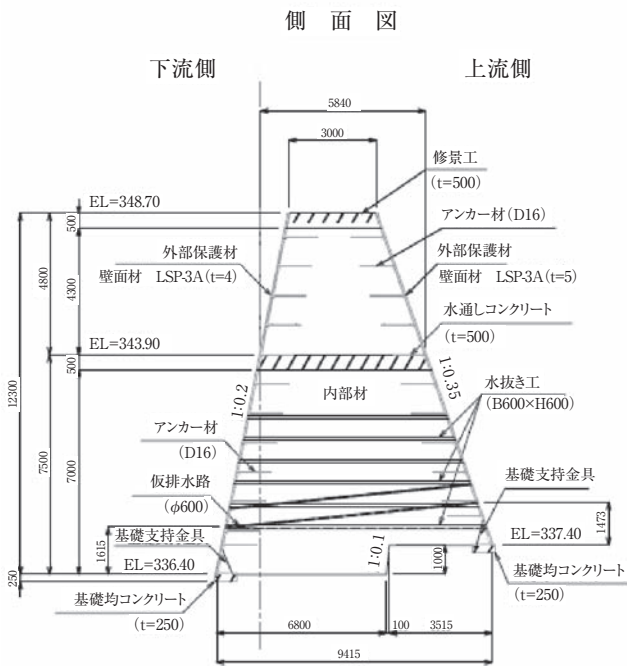 側 面 図
下流側
上流側
5840
3000
修景工
(t=500)
EL=348.70
アンカー材(D16)
500
外部保護材
壁面材 LSP-3A(t=4)
外部保護材
壁面材 LSP-3A(t=5)
4800
4300
水通しコンクリート
(t=500)
EL=343.90
500
1:0.2
1:0.35
内部材
水抜き工
(B600×H600)
12300
7500
7000
アンカー材
(D16)
仮排水路
(φ600)
基礎支持金具
基礎支持金具
1615
EL=337.40
1473
EL=336.40
1:0.1
1000
250
基礎均コンクリート
(t=250)
基礎均コンクリート
(t=250)
6800
100
3515
9415